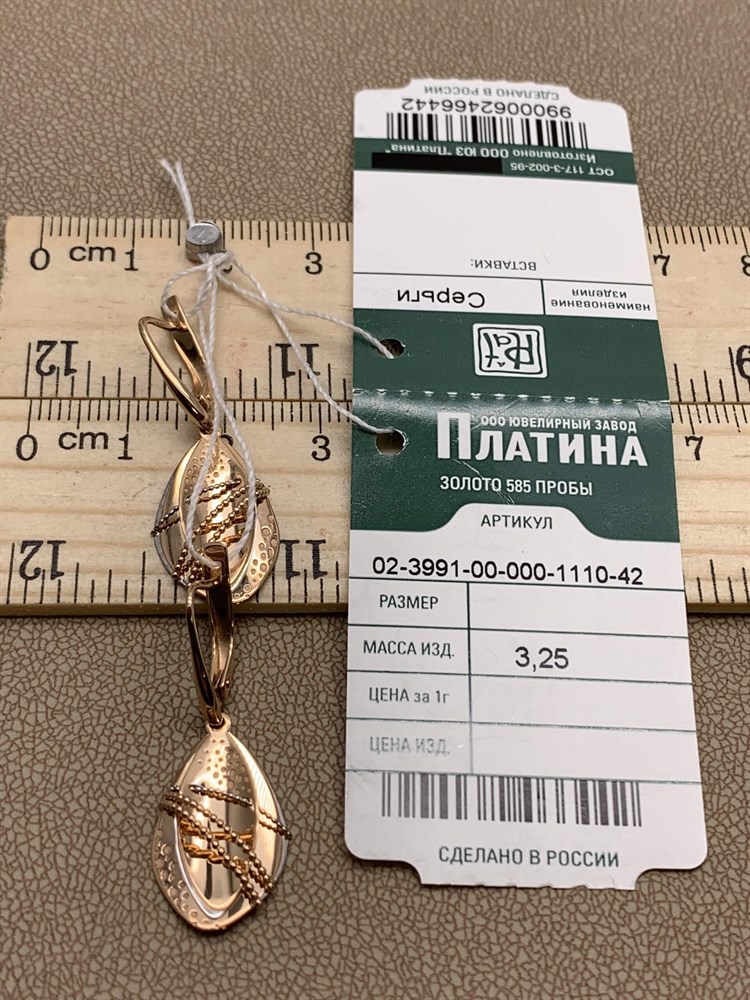 СДЕЛАНО В РОССИИ
9900062466442
Изготовлено ООО ЮЗ "Платина"
ОСТ 117-3-002-95
ВСТАВКИ:
наименование изделия
Серьги
Plat
ООО ЮВЕЛИРНЫЙ ЗАВОД
ПЛАТИНА
ЗОЛОТО 585 ПРОБЫ
АРТИКУЛ
02-3991-00-000-1110-42
РАЗМЕР
МАССА ИЗД. 3,25
ЦЕНА за 1г
ЦЕНА ИЗД.
СДЕЛАНО В РОССИИ
0 cm 1 3 7
12 11 6
0 cm 1 3 7
12 11